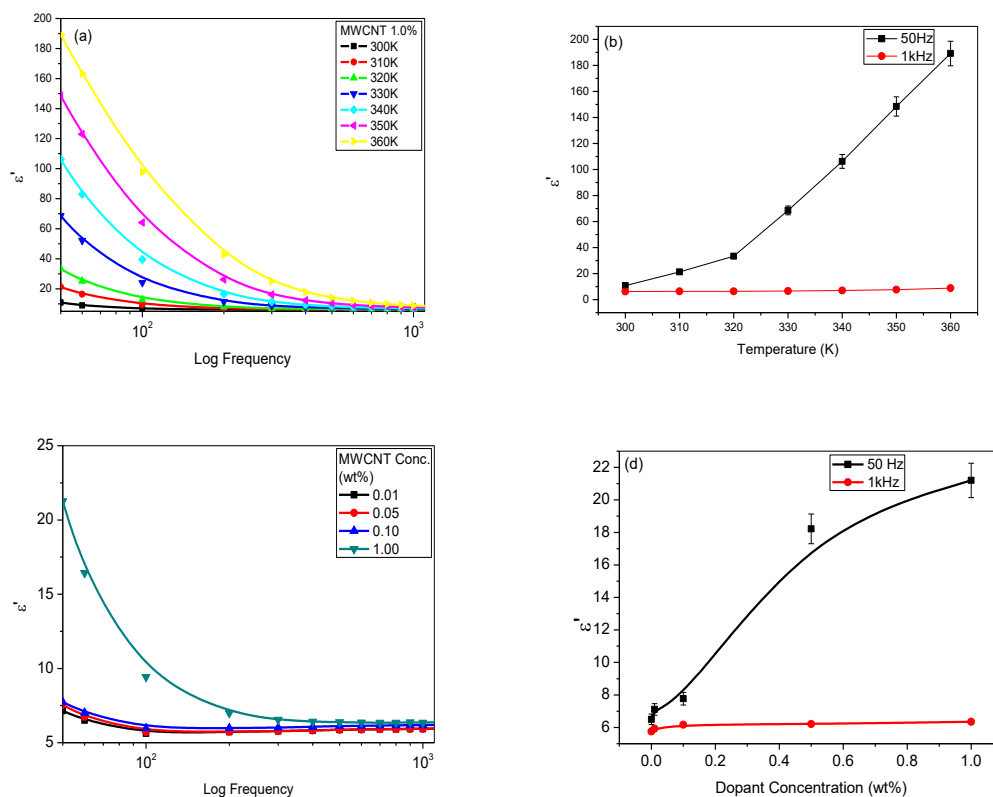 (a)
MWCNT 1.0%
300K
310K
320K
330K
340K
350K
360K
200
180
160
140
120
100
80
60
40
20
ε'
10²
10³
Log Frequency
(b)
50Hz
1kHz
200
180
160
140
120
100
80
60
40
20
0
ε'
300
310
320
330
340
350
360
Temperature (K)
MWCNT Conc.
(wt%)
0.01
0.05
0.10
1.00
25
20
15
10
5
ε'
10²
10³
Log Frequency
(d)
50 Hz
1kHz
22
20
18
16
14
12
10
8
6
4
ε'
0.0
0.2
0.4
0.6
0.8
1.0
Dopant Concentration (wt%)